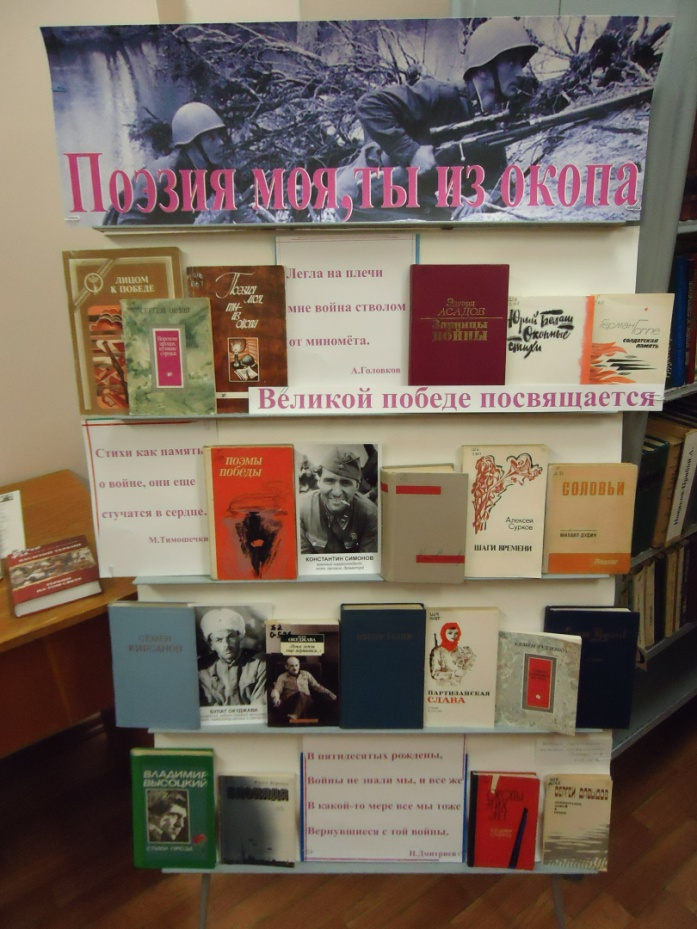 Поэзия моя, ты из окопа
ЛИЦОМ
К ПОБЕДЕ
Поэзия
моя,
ты
из
окопа
Легла на плечи
мне война стволом
от миномёта.
А.Головков
Эдуард
АСАДОВ
Зарницы
войны
Юрий Белаш
Окопные
стихи
Герман Гоппе
СОЛДАТСКАЯ
ПАМЯТЬ
Великой победе посвящается
Стихи как память
о войне, они еще
стучатся в сердце.
М.Тимошечкин
ПОЭМЫ
ПОБЕДЫ
КОНСТАНТИН СИМОНОВ
Алексей
Сурков
ШАГИ ВРЕМЕНИ
СОЛОВЬИ
МИХАИЛ ДУДИН
СЕМЕН
КИРСАНОВ
БУЛАТ ОКУДЖАВА
ОКУДЖАВА
ПАРТИЗАНСКАЯ
СЛАВА
ВЛАДИМИР
ВЫСОЦКИЙ
В пятидесятых рождены,
Войны не знали мы, и все же
В какой-то мере все мы тоже
Вернувшиеся с той войны.
Н.Дмитриев